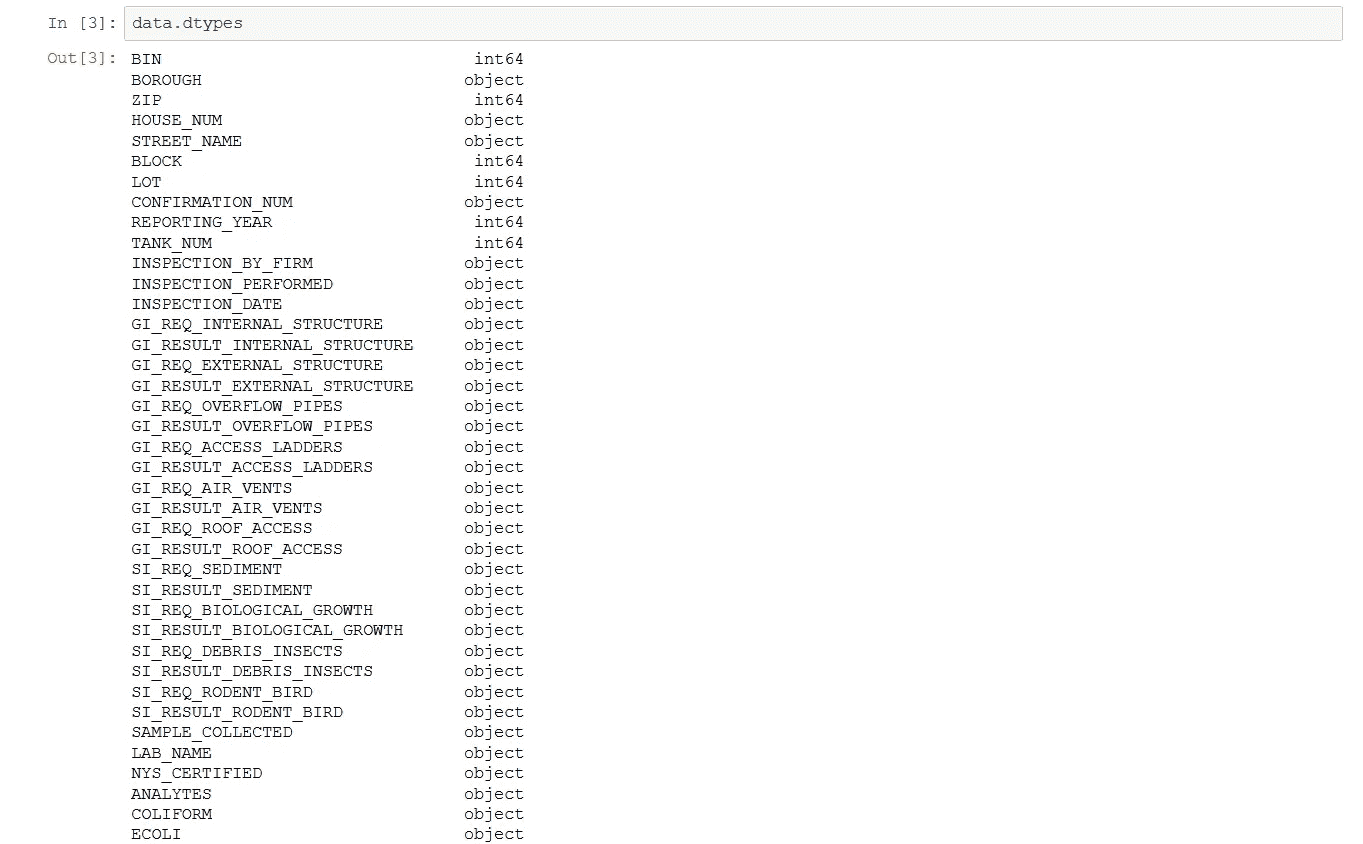 In [3]: data.dtypes
Out[3]: BIN int64
BOROUGH object
ZIP int64
HOUSE_NUM object
STREET_NAME object
BLOCK int64
LOT int64
CONFIRMATION_NUM object
REPORTING_YEAR int64
TANK_NUM int64
INSPECTION_BY_FIRM object
INSPECTION_PERFORMED object
INSPECTION_DATE object
GI_REQ_INTERNAL_STRUCTURE object
GI_RESULT_INTERNAL_STRUCTURE object
GI_REQ_EXTERNAL_STRUCTURE object
GI_RESULT_EXTERNAL_STRUCTURE object
GI_REQ_OVERFLOW_PIPES object
GI_RESULT_OVERFLOW_PIPES object
GI_REQ_ACCESS_LADDERS object
GI_RESULT_ACCESS_LADDERS object
GI_REQ_AIR_VENTS object
GI_RESULT_AIR_VENTS object
GI_REQ_ROOF_ACCESS object
GI_RESULT_ROOF_ACCESS object
SI_REQ_SEDIMENT object
SI_RESULT_SEDIMENT object
SI_REQ_BIOLOGICAL_GROWTH object
SI_RESULT_BIOLOGICAL_GROWTH object
SI_REQ_DEBRIS_INSECTS object
SI_RESULT_DEBRIS_INSECTS object
SI_REQ_RODENT_BIRD object
SI_RESULT_RODENT_BIRD object
SAMPLE_COLLECTED object
LAB_NAME object
NYS_CERTIFIED object
ANALYTES object
COLIFORM object
ECOLI object